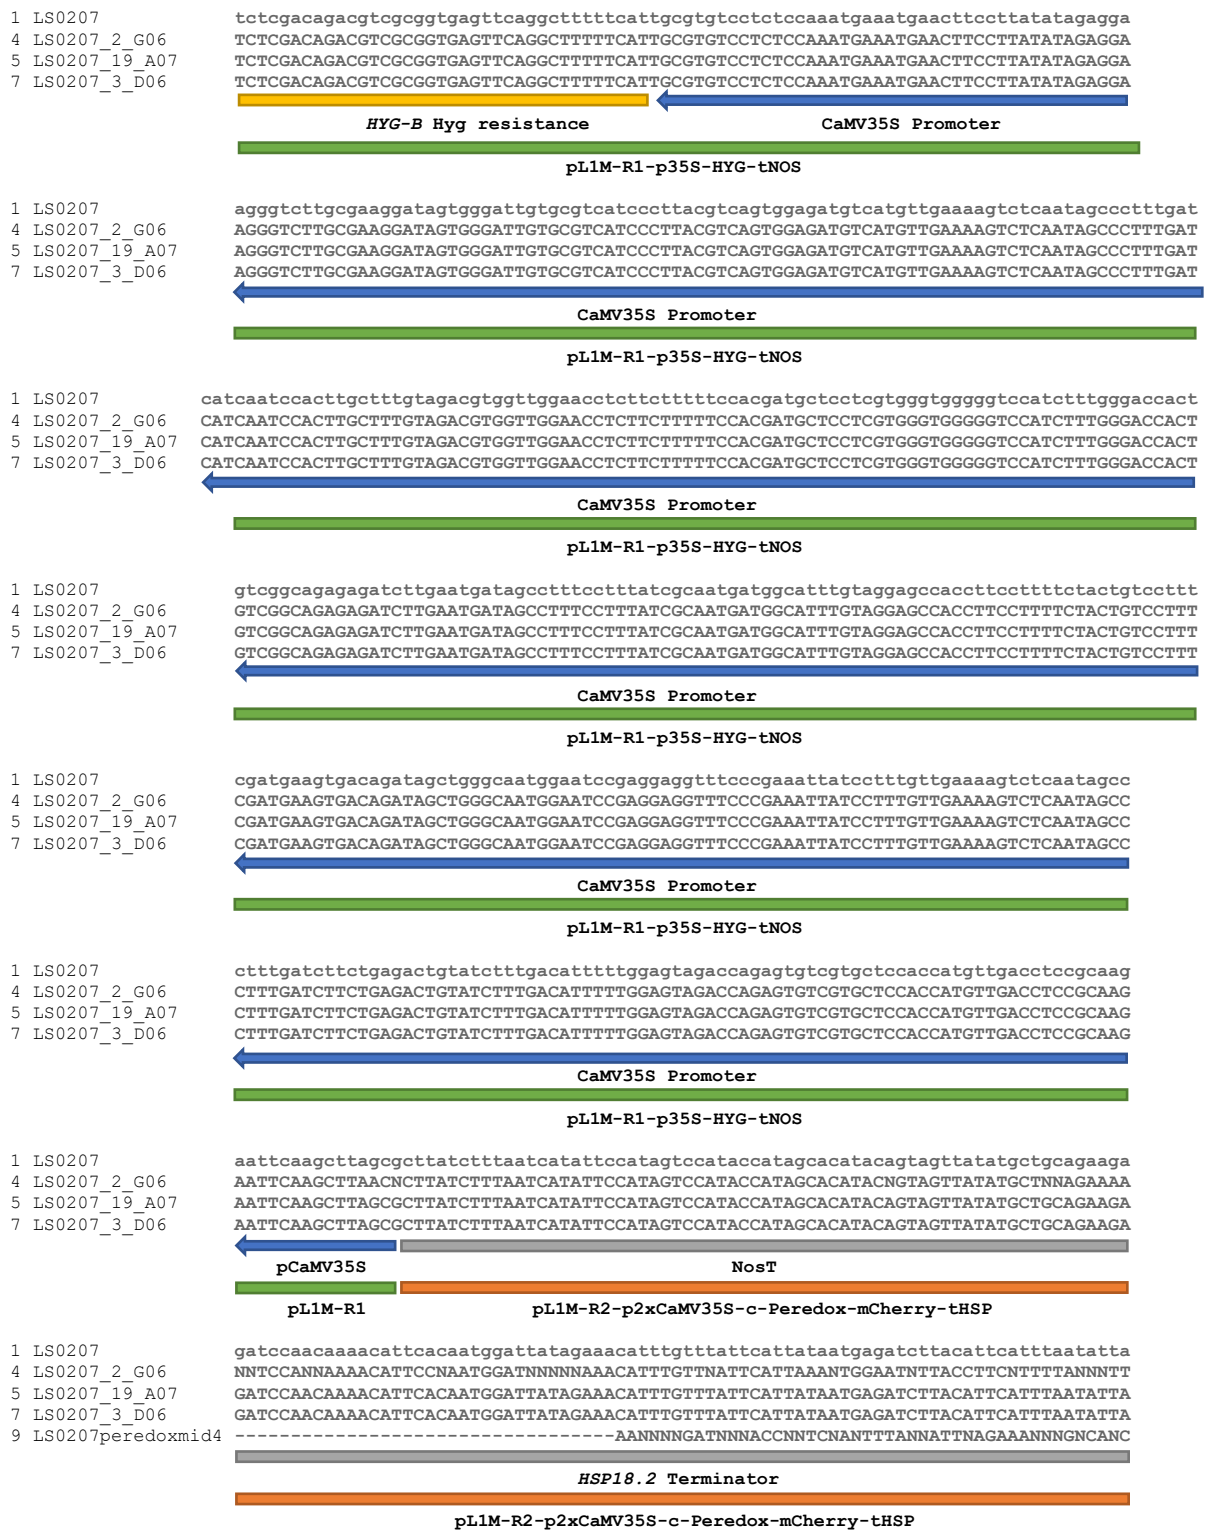 1 LS0207 tctcgacagacgtcgcggtgagttcaggctttttcattgcgtgtcctctccaaatgaaatgaacttccttatatagagga
4 LS0207_2_G06 TCTCGACAGACGTCGCGGTGAGTTCAGGCTTTTTCATTGCGTGTCCTCTCCAAATGAAATGAACTTCCTTATATAGAGGA
5 LS0207_19_A07 TCTCGACAGACGTCGCGGTGAGTTCAGGCTTTTTCATTGCGTGTCCTCTCCAAATGAAATGAACTTCCTTATATAGAGGA
7 LS0207_3_D06 TCTCGACAGACGTCGCGGTGAGTTCAGGCTTTTTCATTGCGTGTCCTCTCCAAATGAAATGAACTTCCTTATATAGAGGA
HYG-B Hyg resistance CaMV35S Promoter
pL1M-R1-p35S-HYG-tNOS
1 LS0207 agggtcttgcgaaggatagtgggattgtgcgtcatcccttacgtcagtggagatgtcatgttgaaaagtctcaatagccctttgat
4 LS0207_2_G06 AGGGTCTTGCGAAGGATAGTGGGATTGTGCGTCATCCCTTACGTCAGTGGAGATGTCATGTTGAAAAGTCTCAATAGCCCTTTGAT
5 LS0207_19_A07 AGGGTCTTGCGAAGGATAGTGGGATTGTGCGTCATCCCTTACGTCAGTGGAGATGTCATGTTGAAAAGTCTCAATAGCCCTTTGAT
7 LS0207_3_D06 AGGGTCTTGCGAAGGATAGTGGGATTGTGCGTCATCCCTTACGTCAGTGGAGATGTCATGTTGAAAAGTCTCAATAGCCCTTTGAT
CaMV35S Promoter
pL1M-R1-p35S-HYG-tNOS
1 LS0207 catcaatccacttgctttgtagacgtggttggaacctcttctttttccacgatgctcctcgtgggtgggggtccatctttgggaccact
4 LS0207_2_G06 CATCAATCCACTTGCTTTGTAGACGTGGTTGGAACCTCTTCTTTTTCCACGATGCTCCTCGTGGGTGGGGGTCCATCTTTGGGACCACT
5 LS0207_19_A07 CATCAATCCACTTGCTTTGTAGACGTGGTTGGAACCTCTTCTTTTTCCACGATGCTCCTCGTGGGTGGGGGTCCATCTTTGGGACCACT
7 LS0207_3_D06 CATCAATCCACTTGCTTTGTAGACGTGGTTGGAACCTCTTCTTTTTCCACGATGCTCCTCGTGGGTGGGGGTCCATCTTTGGGACCACT
CaMV35S Promoter
pL1M-R1-p35S-HYG-tNOS
1 LS0207 gtcggcagagagatcttgaatgatagcctttcctttatcgcaatgatggcatttgtaggagccaccttccttttctactgtccttt
4 LS0207_2_G06 GTCGGCAGAGAGATCTTGAATGATAGCCTTTCCTTTATCGCAATGATGGCATTTGTAGGAGCCACCTTCCTTTTCTACTGTCCTTT
5 LS0207_19_A07 GTCGGCAGAGAGATCTTGAATGATAGCCTTTCCTTTATCGCAATGATGGCATTTGTAGGAGCCACCTTCCTTTTCTACTGTCCTTT
7 LS0207_3_D06 GTCGGCAGAGAGATCTTGAATGATAGCCTTTCCTTTATCGCAATGATGGCATTTGTAGGAGCCACCTTCCTTTTCTACTGTCCTTT
CaMV35S Promoter
pL1M-R1-p35S-HYG-tNOS
1 LS0207 cgatgaagtgacagatagctgggcaatggaatccgaggaggtttcccgaaattatcctttgttgaaaagtctcaatagcc
4 LS0207_2_G06 CGATGAAGTGACAGATAGCTGGGCAATGGAATCCGAGGAGGTTTCCCGAAATTATCCTTTGTTGAAAAGTCTCAATAGCC
5 LS0207_19_A07 CGATGAAGTGACAGATAGCTGGGCAATGGAATCCGAGGAGGTTTCCCGAAATTATCCTTTGTTGAAAAGTCTCAATAGCC
7 LS0207_3_D06 CGATGAAGTGACAGATAGCTGGGCAATGGAATCCGAGGAGGTTTCCCGAAATTATCCTTTGTTGAAAAGTCTCAATAGCC
CaMV35S Promoter
pL1M-R1-p35S-HYG-tNOS
1 LS0207 ctttgatcttctgagactgtatctttgacatttttggagtagaccagagtgtcgtgctccaccatgttgacctccgcaag
4 LS0207_2_G06 CTTTGATCTTCTGAGACTGTATCTTTGACATTTTTGGAGTAGACCAGAGTGTCGTGCTCCACCATGTTGACCTCCGCAAG
5 LS0207_19_A07 CTTTGATCTTCTGAGACTGTATCTTTGACATTTTTGGAGTAGACCAGAGTGTCGTGCTCCACCATGTTGACCTCCGCAAG
7 LS0207_3_D06 CTTTGATCTTCTGAGACTGTATCTTTGACATTTTTGGAGTAGACCAGAGTGTCGTGCTCCACCATGTTGACCTCCGCAAG
CaMV35S Promoter
pL1M-R1-p35S-HYG-tNOS
1 LS0207 aattcaagcttagcgcttatctttaatcatattccatagtccataccatagcacatacagtagttatatgctgcagaaga
4 LS0207_2_G06 AATTCAAGCTTAACNCTTATCTTTAATCATATTCCATAGTCCATACCATAGCACATACNGTAGTTATATGCTNNAGAAAA
5 LS0207_19_A07 AATTCAAGCTTAGCGCTTATCTTTAATCATATTCCATAGTCCATACCATAGCACATACAGTAGTTATATGCTGCAGAAGA
7 LS0207_3_D06 AATTCAAGCTTAGCGCTTATCTTTAATCATATTCCATAGTCCATACCATAGCACATACAGTAGTTATATGCTGCAGAAGA
pCaMV35S NosT
pL1M-R1 pL1M-R2-p2xCaMV35S-c-Peredox-mCherry-tHSP
1 LS0207 gatccaacaaaacattcacaatggattatagaaacatttgtttattcattataatgagatcttacattcatttaatatta
4 LS0207_2_G06 NNTCCANNAAAACATTCCNAATGGATNNNNNAAACATTTGTTNATTCATTAAANTGGAATNTTACCTTCNTTTTANNNTT
5 LS0207_19_A07 GATCCAACAAAACATTCACAATGGATTATAGAAACATTTGTTTATTCATTATAATGAGATCTTACATTCATTTAATATTA
7 LS0207_3_D06 GATCCAACAAAACATTCACAATGGATTATAGAAACATTTGTTTATTCATTATAATGAGATCTTACATTCATTTAATATTA
9 LS0207peredoxmid4 ----------------------------------AANNNNGATNNNACCNNTCNANTTTANNATTNAGAAANNNGNCANC
HSP18.2 Terminator
pL1M-R2-p2xCaMV35S-c-Peredox-mCherry-tHSP